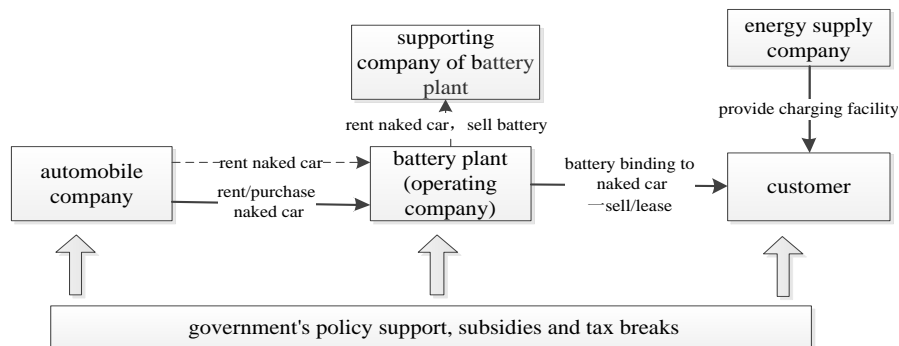 supporting
company of battery
plant
energy supply
company
rent naked car，sell battery
provide charging facility
automobile
company
rent naked car
rent/purchase
naked car
battery plant
(operating
company)
battery binding to
naked car
→sell/lease
customer
government's policy support, subsidies and tax breaks